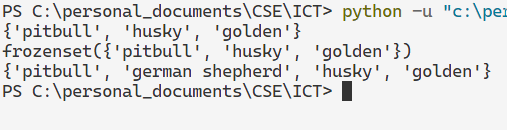 PS C:\personal_documents\CSE\ICT> python -u "c:\per
{'pitbull', 'husky', 'golden'}
frozenset({'pitbull', 'husky', 'golden'})
{'pitbull', 'german shepherd', 'husky', 'golden'}
PS C:\personal_documents\CSE\ICT>